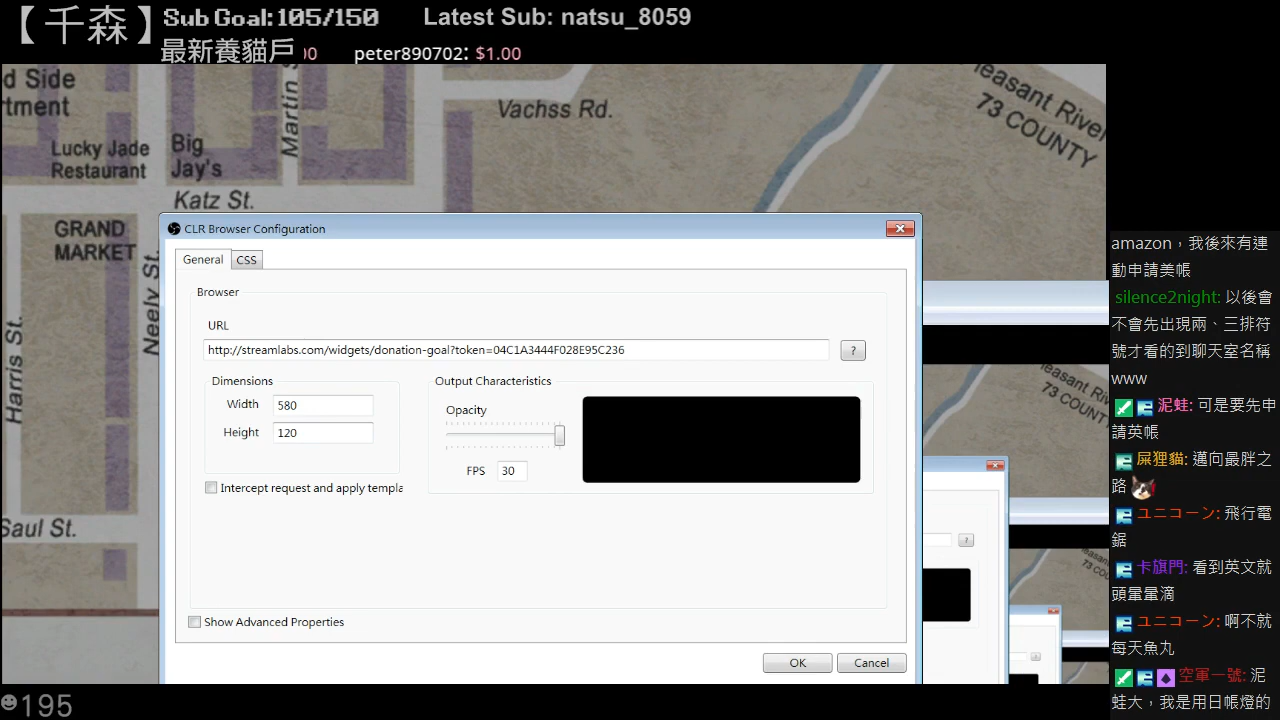 【千森】
Sub Goal:105/150
Latest Sub: natsu_8059
最新養貓戶
00 peter890702: $1.00
d Side
rtment
Lucky Jade
Restaurant
Big
Jay's
Martin
Vachss Rd.
Pleasant River
73 COUNTY
Katz St.
GRAND
MARKET
Neely St.
Harris St.
Saul St.
CLR Browser Configuration
General
CSS
Browser
URL
http://streamlabs.com/widgets/donation-goal?token=04C1A3444F028E95C236
?
Dimensions
Width 580
Height 120
Output Characteristics
Opacity
FPS 30
Intercept request and apply templa
Show Advanced Properties
OK
Cancel
easant River
73 COUNTY
?
amazon，我後來有連
動申請美帳
silence2night: 以後會
不會先出現兩、三排符
號才看的到聊天室名稱
www
泥蛙: 可是要先申
請英帳
屎狸貓: 邁向最胖之
路
ユニコーン: 飛行電
鋸
卡旗門: 看到英文就
頭暈暈滴
ユニコーン: 啊不就
每天魚丸
空軍一號: 泥
蛙大，我是用日帳燈的
195